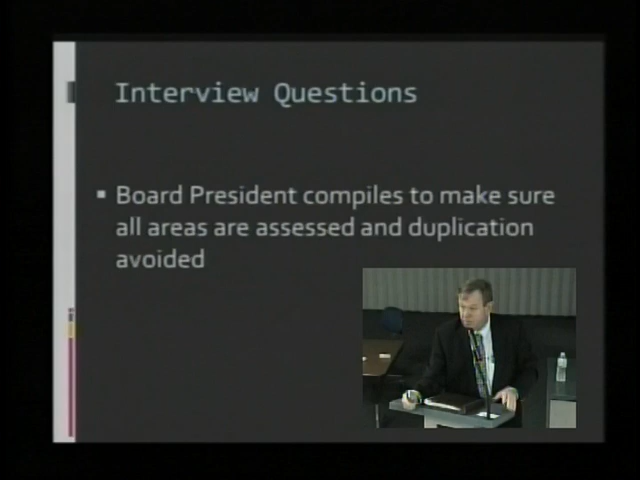 Interview Questions
Board President compiles to make sure
all areas are assessed and duplication
avoided